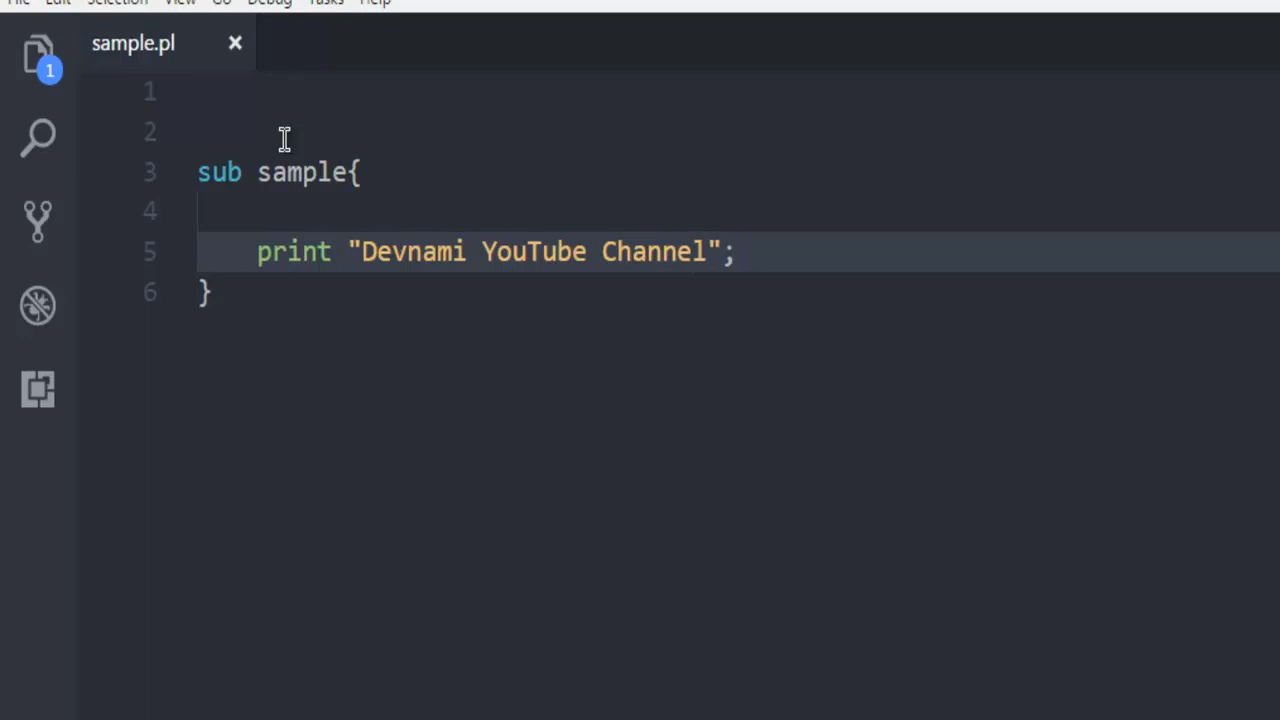 File Edit Selection View Go Debug Tasks Help
sample.pl
1
1
2
3 sub sample{
4
5 print "Devnami YouTube Channel";
6 }